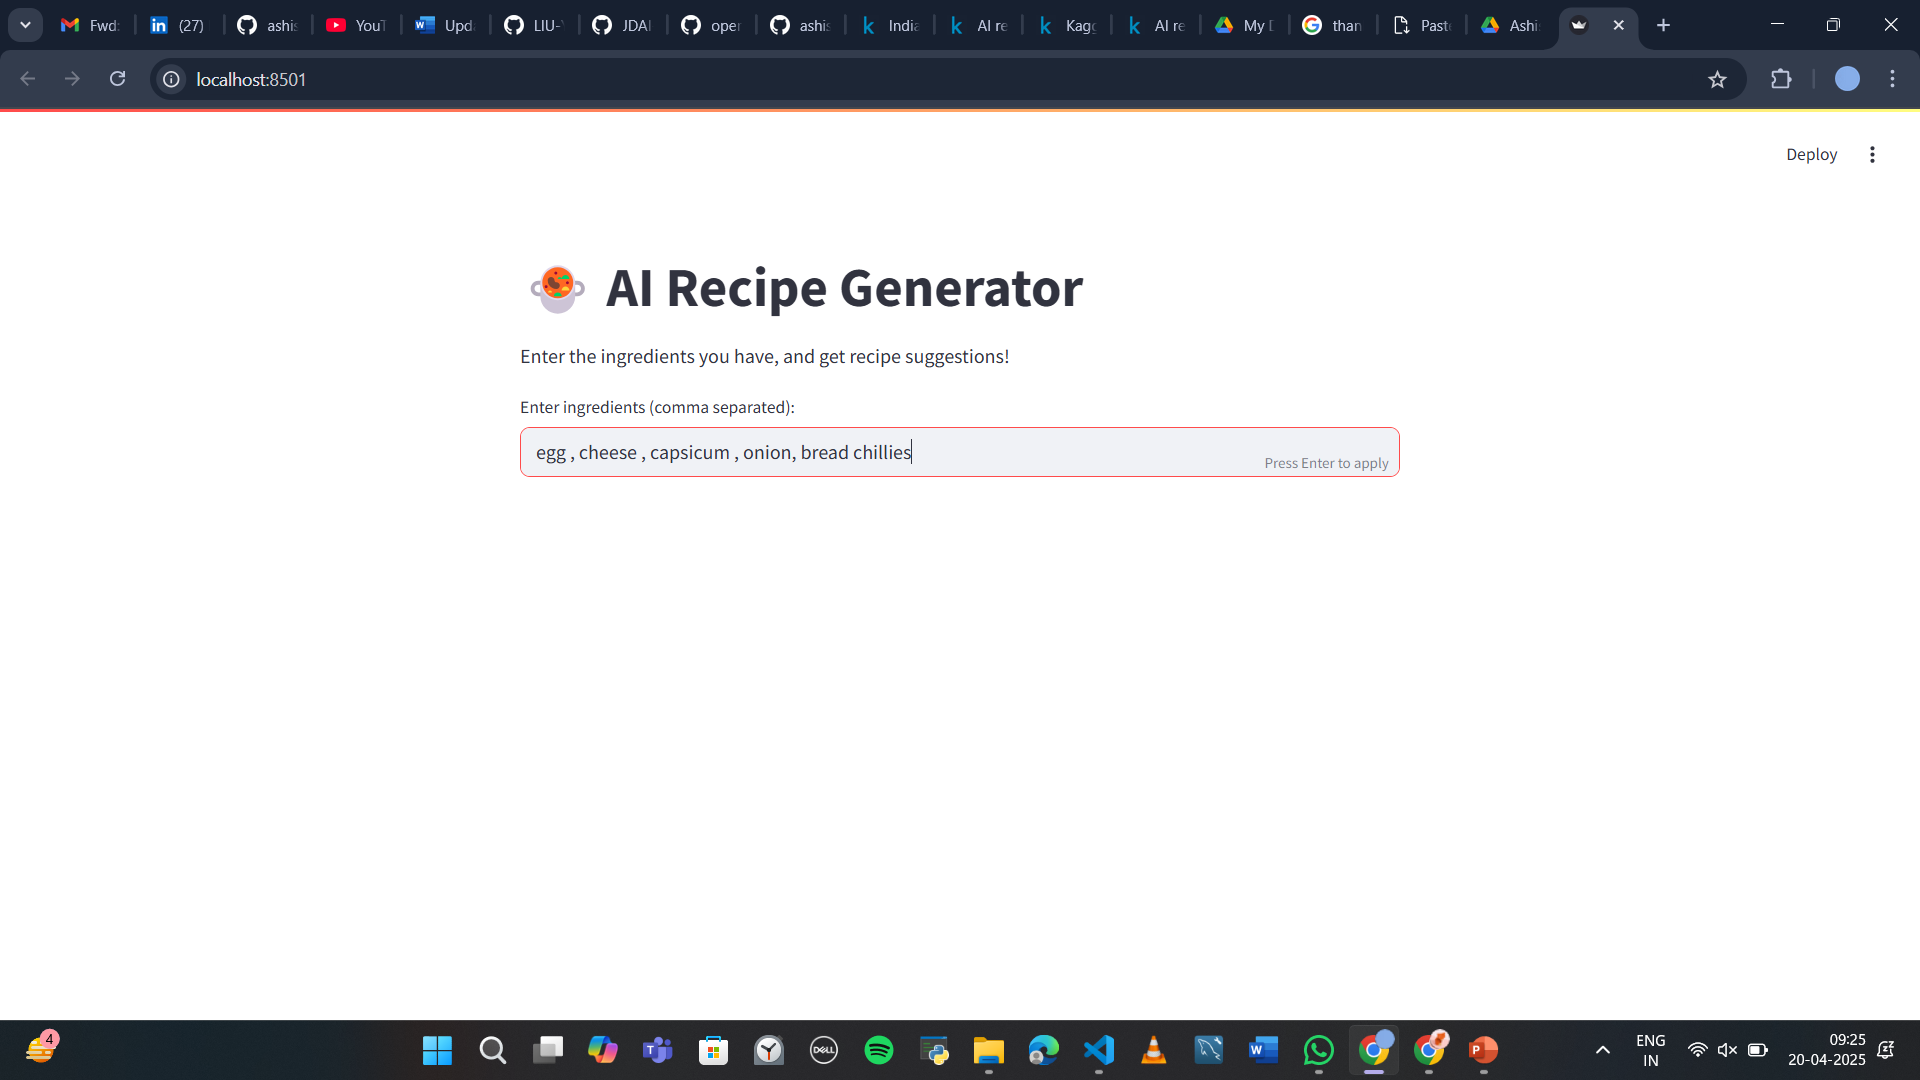 Fwd:
(27)
ashis
YouT
Upda
LIU-Y
JDAI
open
ashis
India
AI re
Kagg
AI re
My D
than
Paste
Ashi
localhost:8501
Deploy
AI Recipe Generator
Enter the ingredients you have, and get recipe suggestions!
Enter ingredients (comma separated):
egg , cheese , capsicum , onion, bread chillies
Press Enter to apply
4
ENG
IN
09:25
20-04-2025